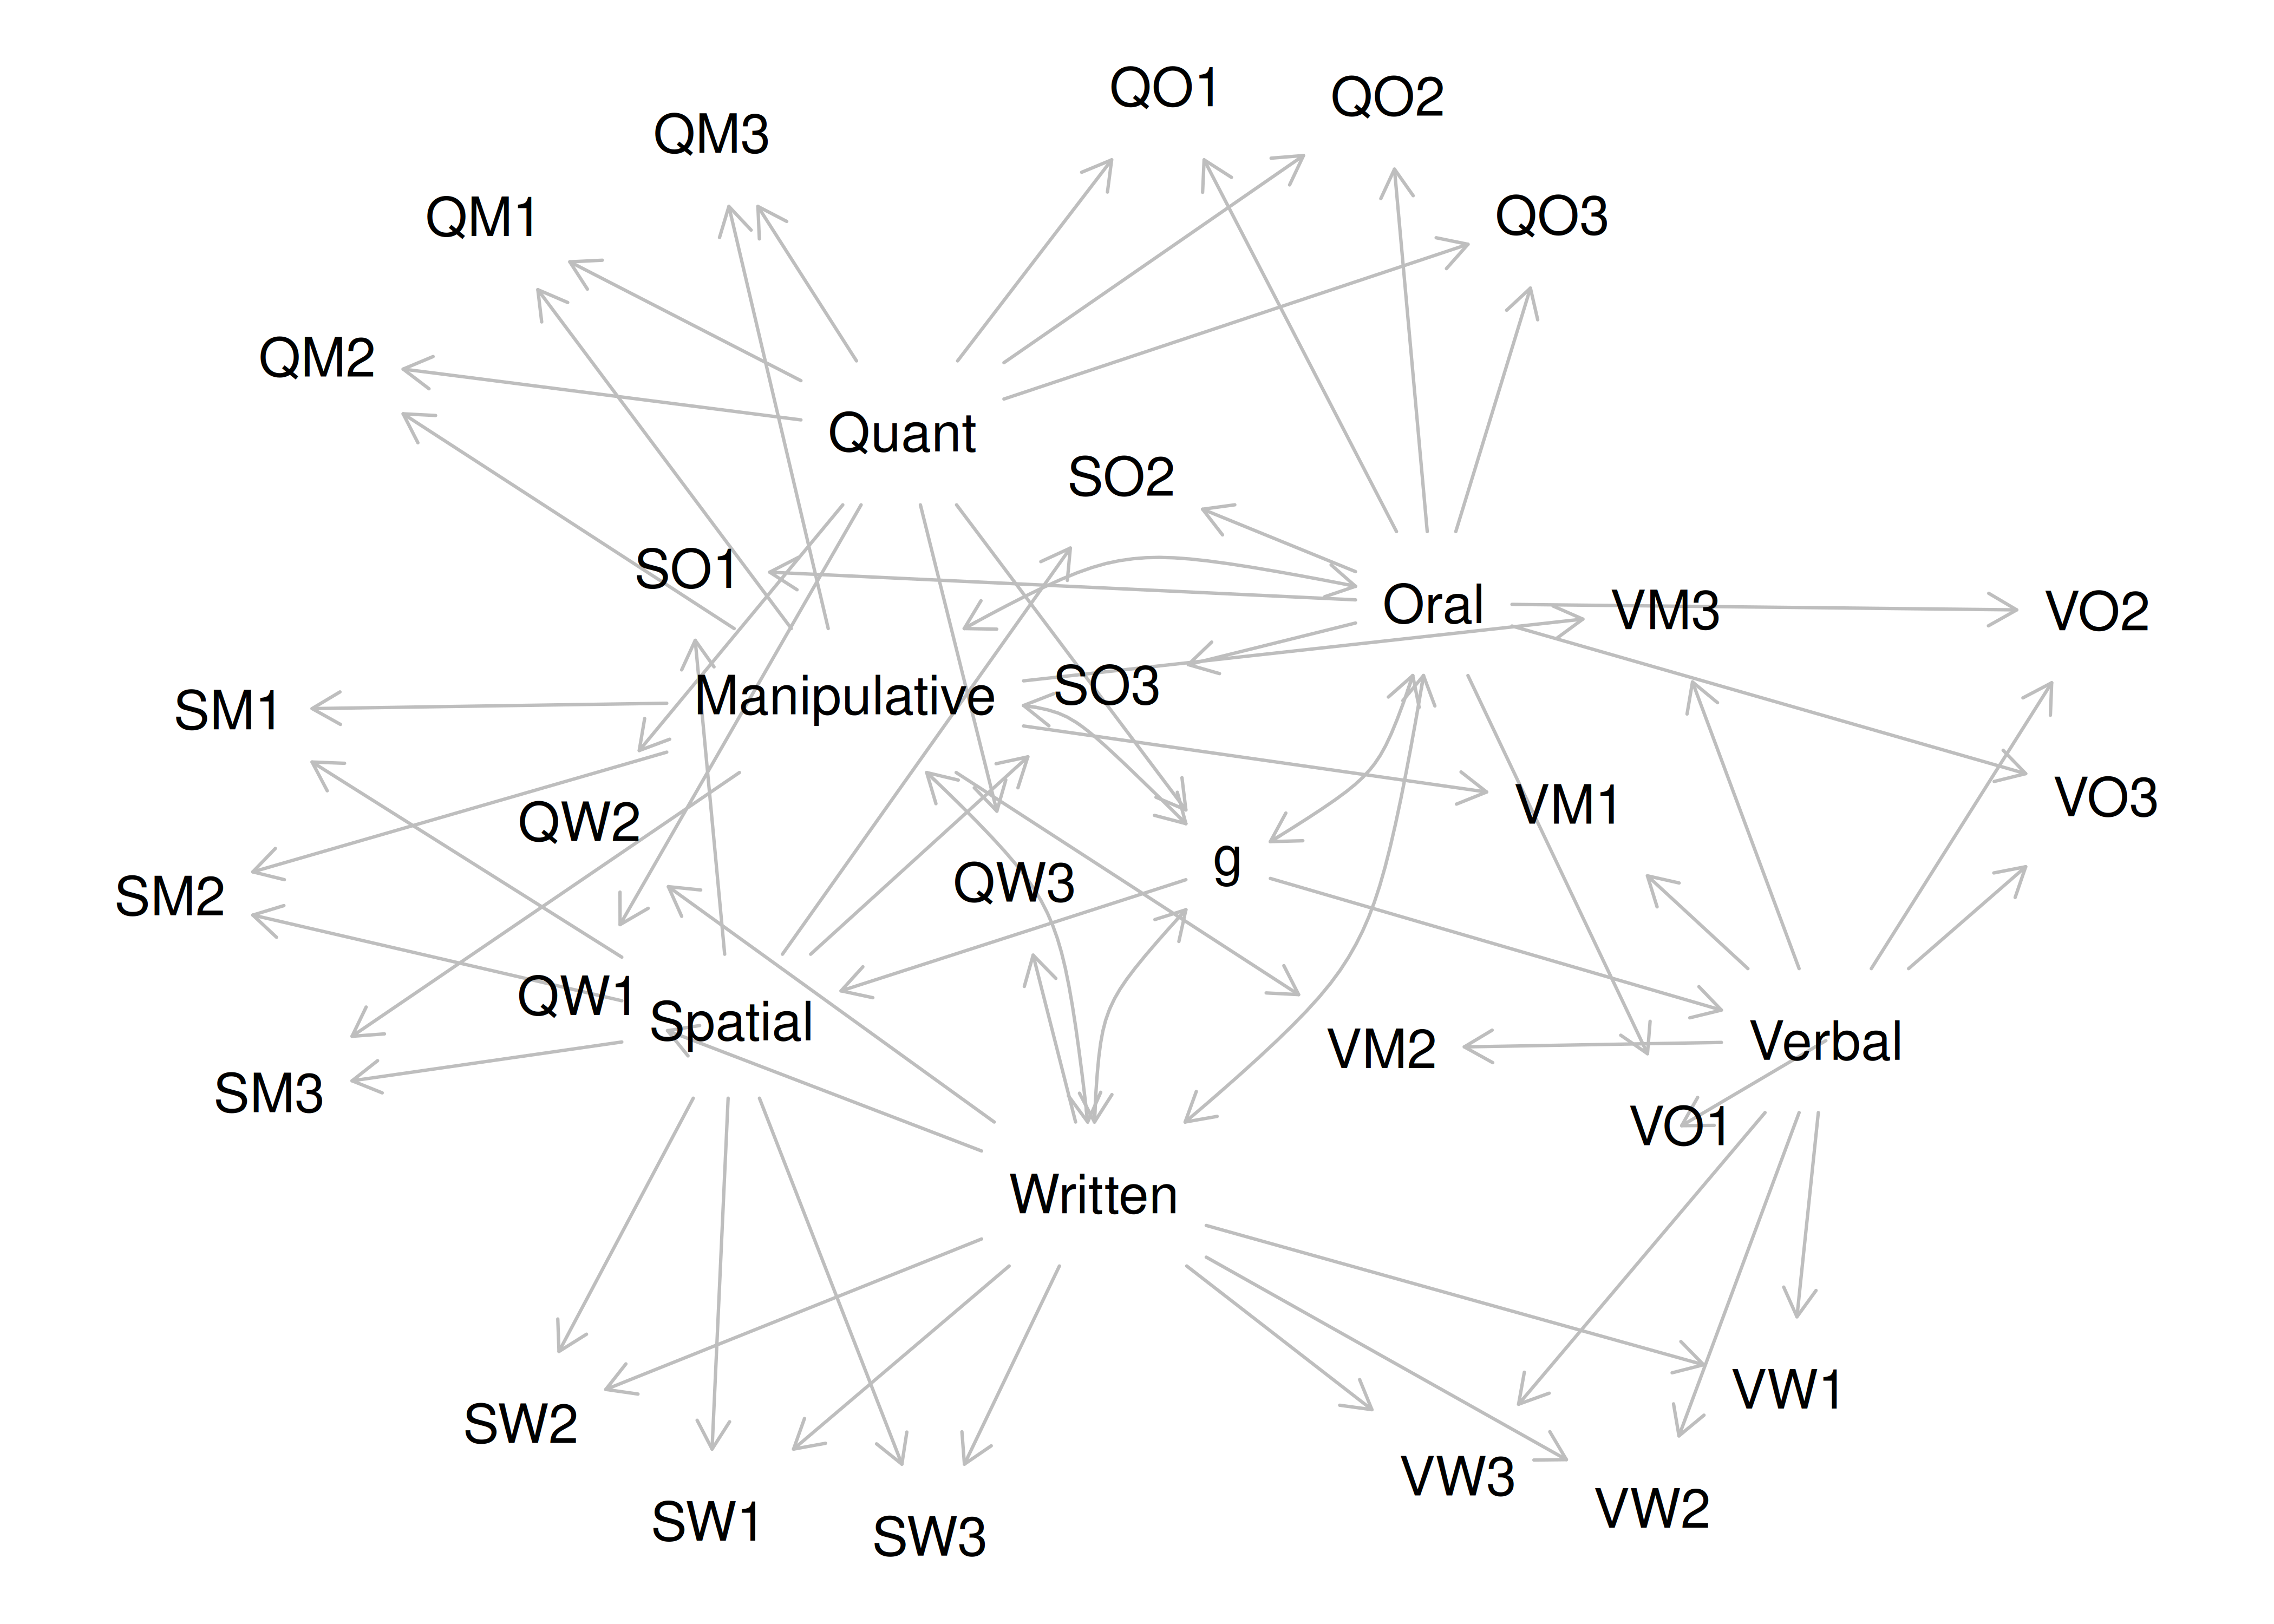 QO1
QO2
QM3
QM1
QO3
QM2
Quant
SO2
SO1
Oral
VM3
VO2
SM1
Manipulative
SO3
VM1
VO3
QW2
g
QW3
SM2
QW1
Spatial
VM2
Verbal
SM3
VO1
Written
VW1
SW2
VW3
VW2
SW1
SW3